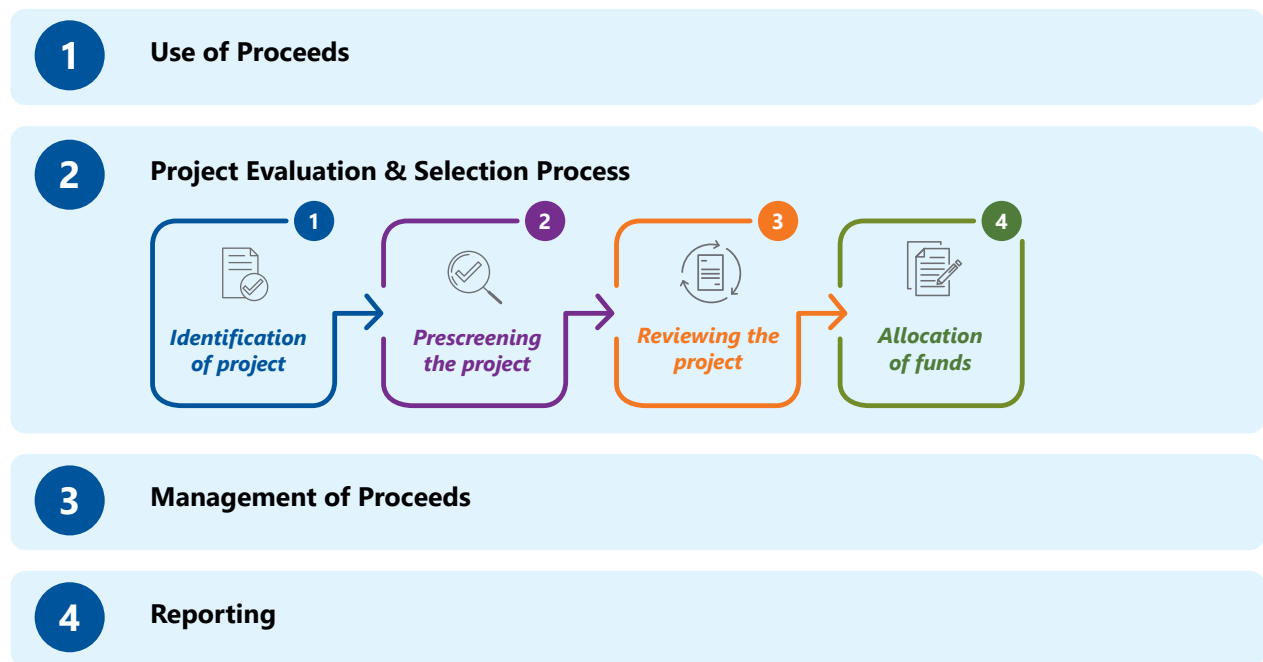 1
Use of Proceeds
2
Project Evaluation & Selection Process
1
Identification
of project
2
Prescreening
the project
3
Reviewing the
project
4
Allocation
of funds
3
Management of Proceeds
4
Reporting